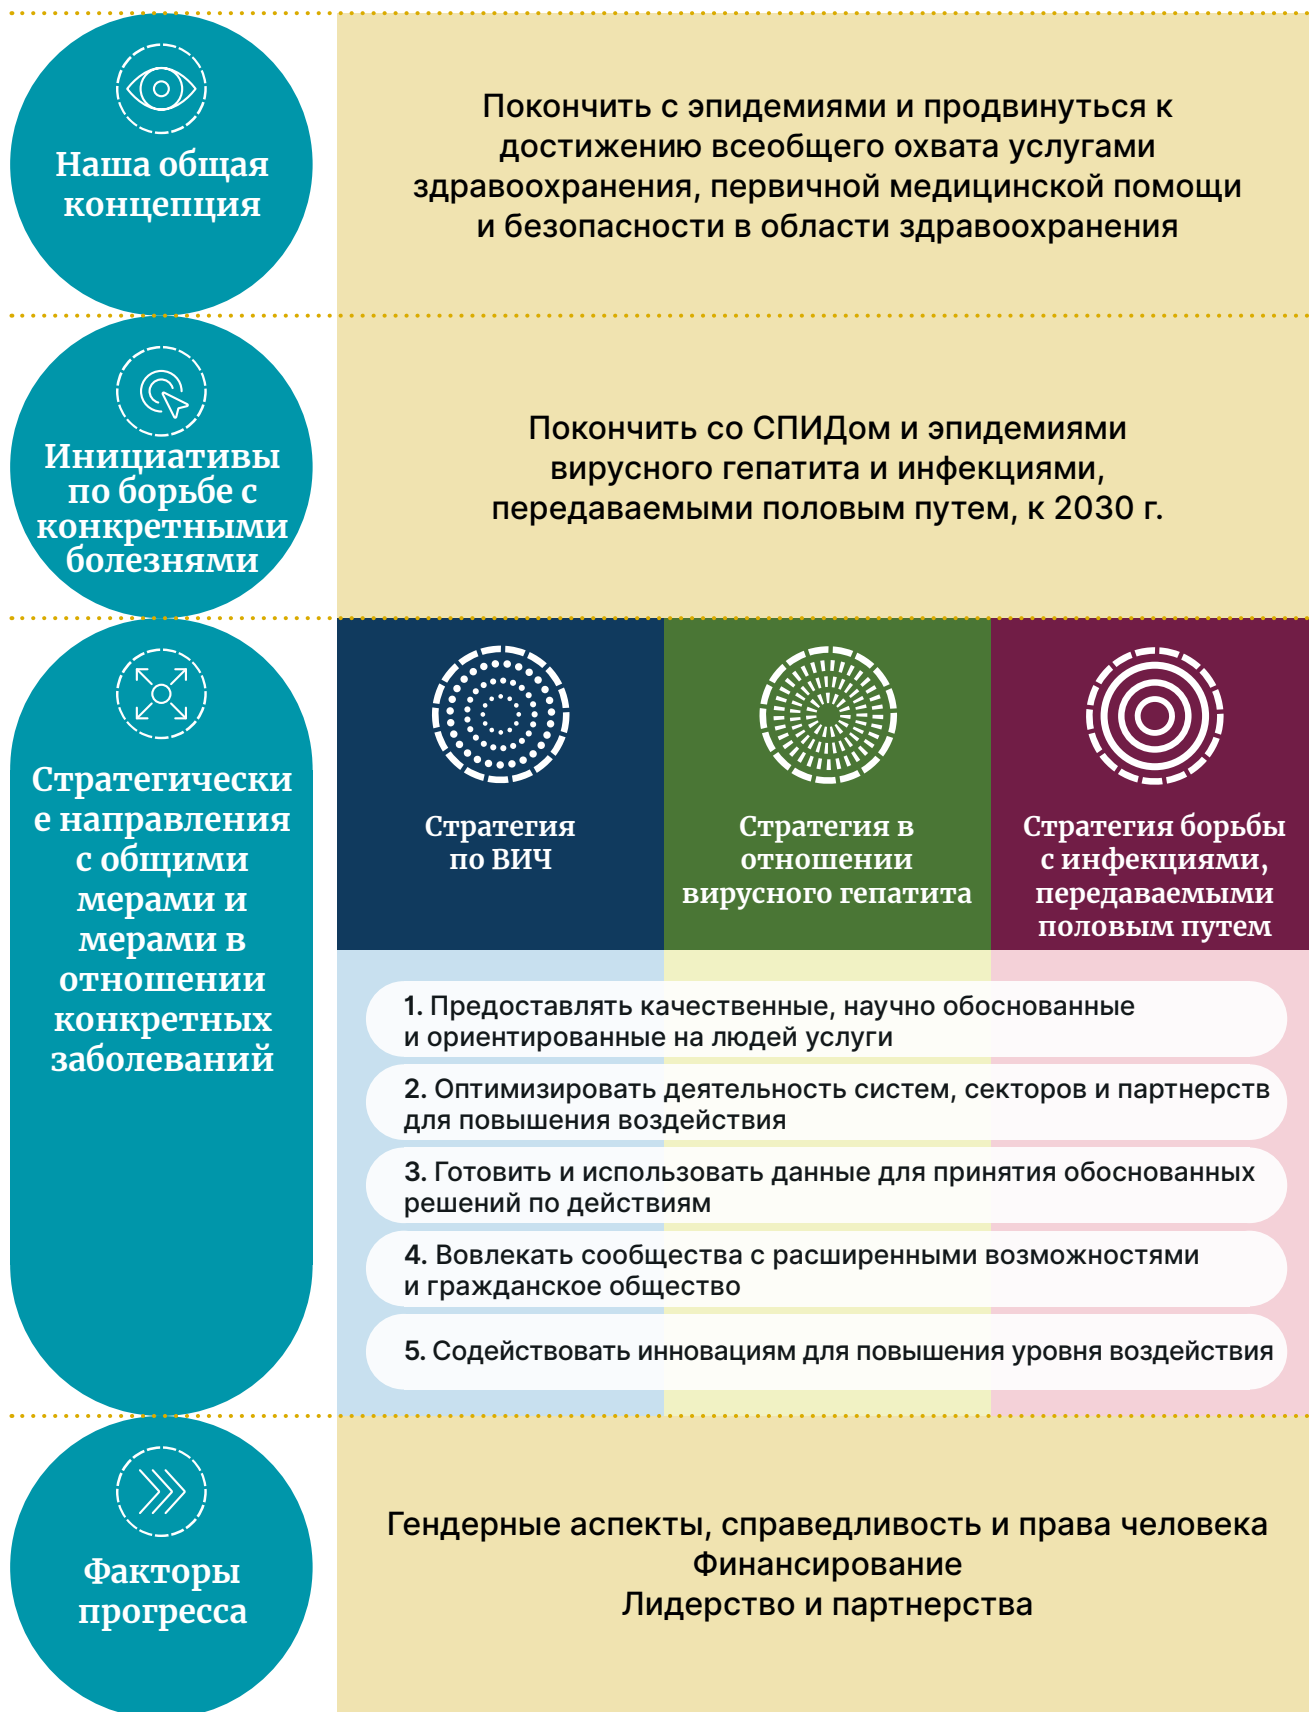 Наша общая
концепция
Покончить с эпидемиями и продвинуться к
достижению всеобщего охвата услугами
здравоохранения, первичной медицинской помощи
и безопасности в области здравоохранения
Инициативы
по борьбе с
конкретными
болезнями
Покончить со СПИДом и эпидемиями
вирусного гепатита и инфекциями,
передаваемыми половым путем, к 2030 г.
Стратегически
е направления
с общими
мерами и
мерами в
отношении
конкретных
заболеваний
Стратегия
по ВИЧ
Стратегия в
отношении
вирусного гепатита
Стратегия борьбы
с инфекциями,
передаваемыми
половым путем
1. Предоставлять качественные, научно обоснованные
и ориентированные на людей услуги
2. Оптимизировать деятельность систем, секторов и партнерств
для повышения воздействия
3. Готовить и использовать данные для принятия обоснованных
решений по действиям
4. Вовлекать сообщества с расширенными возможностями
и гражданское общество
5. Содействовать инновациям для повышения уровня воздействия
Факторы
прогресса
Гендерные аспекты, справедливость и права человека
Финансирование
Лидерство и партнерства